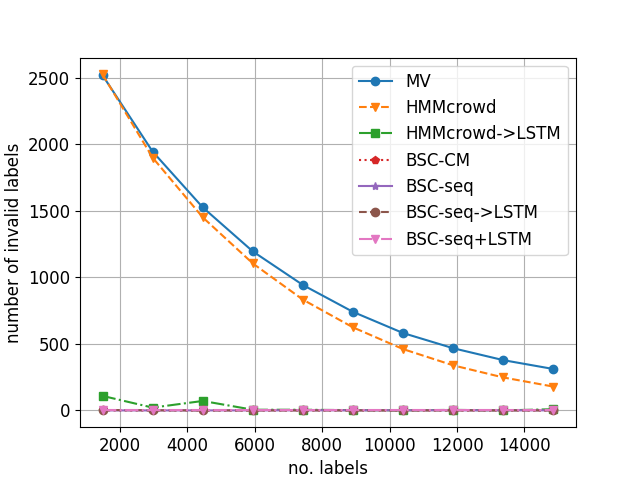 2500
2000
1500
1000
500
0
number of invalid labels
MV
HMMcrowd
HMMcrowd->LSTM
BSC-CM
BSC-seq
BSC-seq->LSTM
BSC-seq+LSTM
2000 4000 6000 8000 10000 12000 14000
no. labels